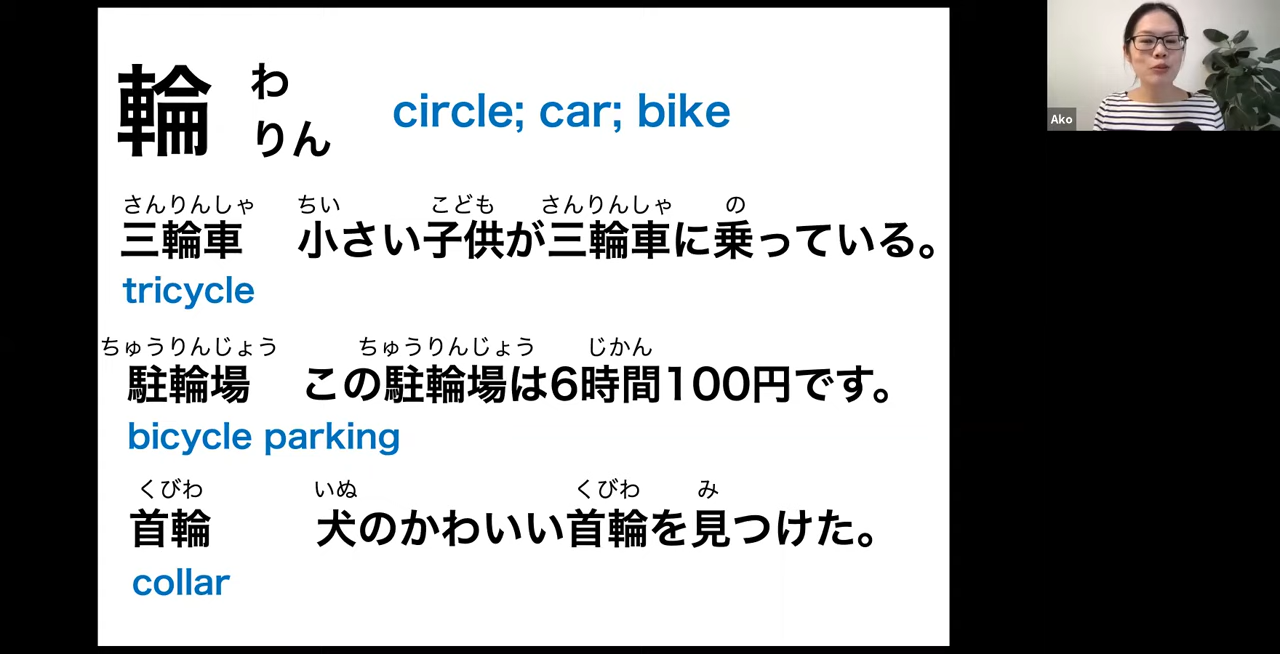 輪
わ
りん
circle; car; bike
さんりんしゃ ちい こども さんりんしゃ の
三輪車 小さい子供が三輪車に乗っている。
tricycle
ちゅうりんじょう ちゅうりんじょう じかん
駐輪場 この駐輪場は6時間100円です。
bicycle parking
くびわ いぬ くびわ み
首輪 犬のかわいい首輪を見つけた。
collar
Ako